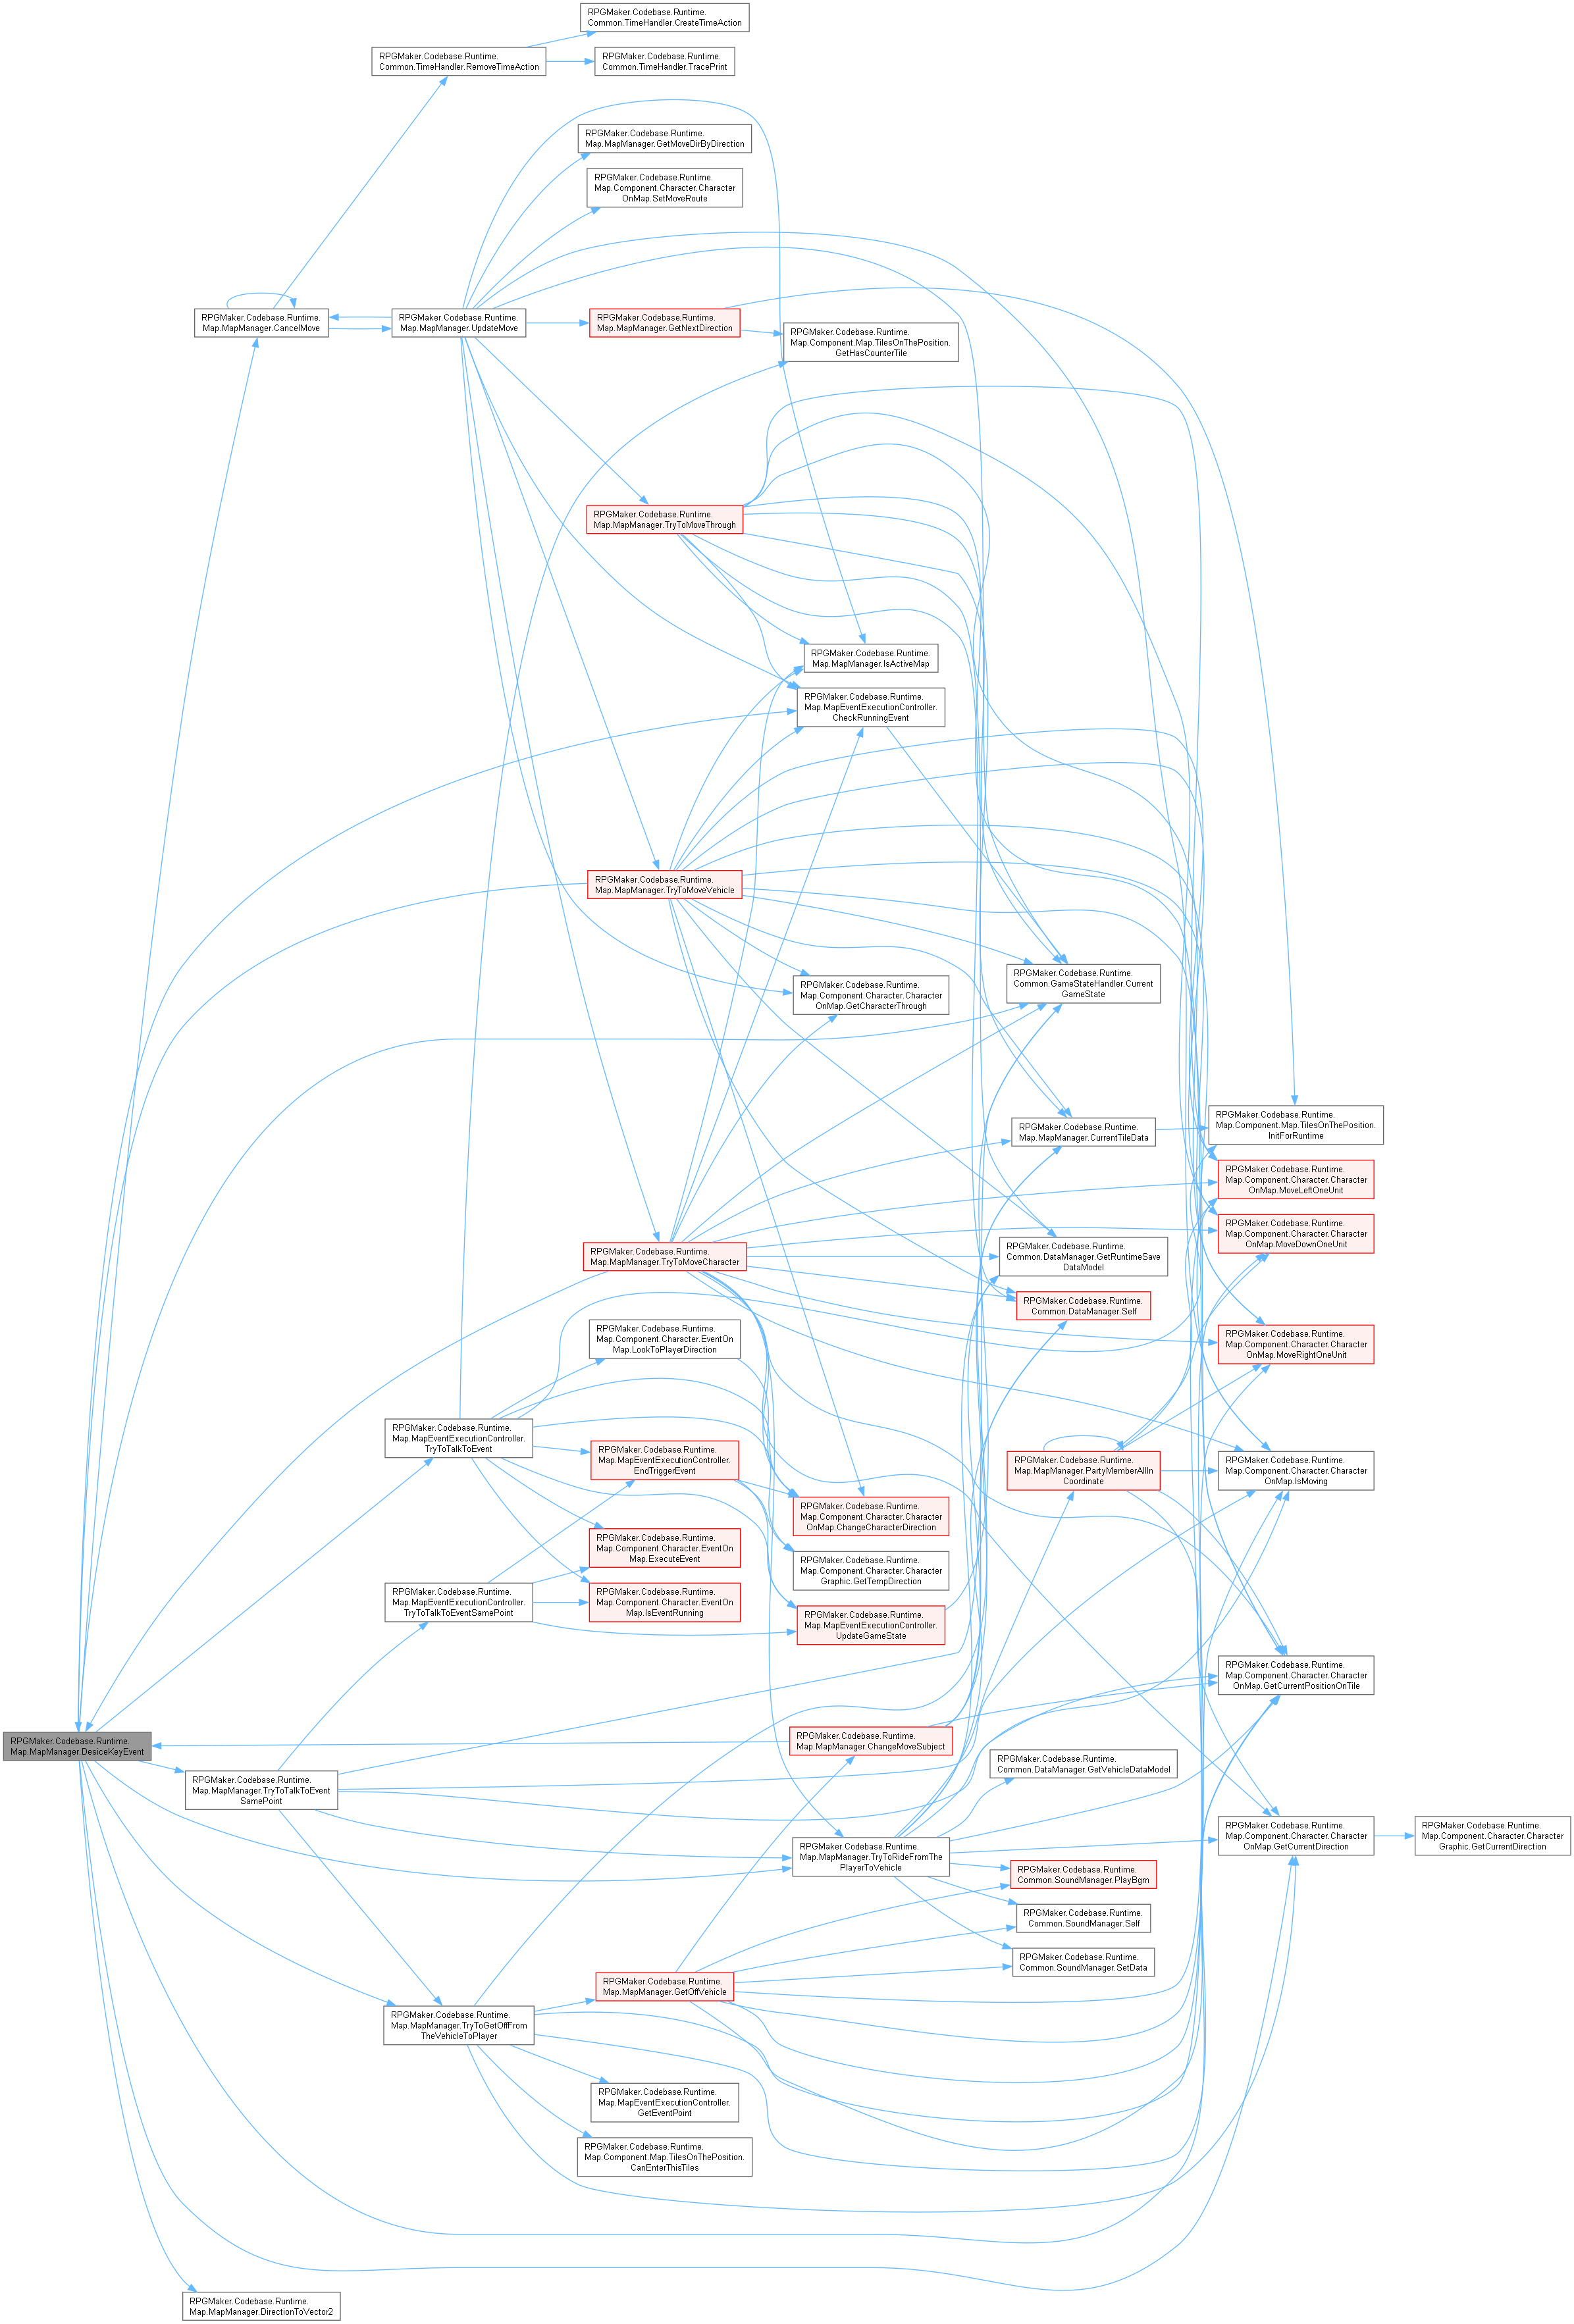 RPGMaker.Codebase.Runtime.
Common.TimeHandler.CreateTimeAction
RPGMaker.Codebase.Runtime.
Common.TimeHandler.RemoveTimeAction
RPGMaker.Codebase.Runtime.
Common.TimeHandler.TracePrint
RPGMaker.Codebase.Runtime.
Map.MapManager.GetMoveDirByDirection
RPGMaker.Codebase.Runtime.
Map.Component.Character.Character
OnMap.SetMoveRoute
RPGMaker.Codebase.Runtime.
Map.MapManager.CancelMove
RPGMaker.Codebase.Runtime.
Map.MapManager.UpdateMove
RPGMaker.Codebase.Runtime.
Map.MapManager.GetNextDirection
RPGMaker.Codebase.Runtime.
Map.Component.Map.TilesOnThePosition.
GetHasCounterTile
RPGMaker.Codebase.Runtime.
Map.MapManager.TryToMoveThrough
RPGMaker.Codebase.Runtime.
Map.MapManager.IsActiveMap
RPGMaker.Codebase.Runtime.
Map.MapEventExecutionController.
CheckRunningEvent
RPGMaker.Codebase.Runtime.
Map.MapManager.TryToMoveVehicle
RPGMaker.Codebase.Runtime.
Common.GameStateHandler.Current
GameState
RPGMaker.Codebase.Runtime.
Map.Component.Character.Character
OnMap.GetCharacterThrough
RPGMaker.Codebase.Runtime.
Map.MapManager.CurrentTileData
RPGMaker.Codebase.Runtime.
Map.Component.Map.TilesOnThePosition.
InitForRuntime
RPGMaker.Codebase.Runtime.
Map.Component.Character.Character
OnMap.MoveLeftOneUnit
RPGMaker.Codebase.Runtime.
Map.Component.Character.Character
OnMap.MoveDownOneUnit
RPGMaker.Codebase.Runtime.
Map.MapManager.TryToMoveCharacter
RPGMaker.Codebase.Runtime.
Common.DataManager.GetRuntimeSave
DataModel
RPGMaker.Codebase.Runtime.
Common.DataManager.Self
RPGMaker.Codebase.Runtime.
Map.Component.Character.EventOn
Map.LookToPlayerDirection
RPGMaker.Codebase.Runtime.
Map.Component.Character.Character
OnMap.MoveRightOneUnit
RPGMaker.Codebase.Runtime.
Map.MapEventExecutionController.
TryToTalkToEvent
RPGMaker.Codebase.Runtime.
Map.MapEventExecutionController.
EndTriggerEvent
RPGMaker.Codebase.Runtime.
Map.MapManager.PartyMemberAllIn
Coordinate
RPGMaker.Codebase.Runtime.
Map.Component.Character.Character
OnMap.IsMoving
RPGMaker.Codebase.Runtime.
Map.Component.Character.Character
OnMap.ChangeCharacterDirection
RPGMaker.Codebase.Runtime.
Map.Component.Character.EventOn
Map.ExecuteEvent
RPGMaker.Codebase.Runtime.
Map.Component.Character.Character
Graphic.GetTempDirection
RPGMaker.Codebase.Runtime.
Map.MapEventExecutionController.
TryToTalkToEventSamePoint
RPGMaker.Codebase.Runtime.
Map.Component.Character.EventOn
Map.IsEventRunning
RPGMaker.Codebase.Runtime.
Map.MapEventExecutionController.
UpdateGameState
RPGMaker.Codebase.Runtime.
Map.Component.Character.Character
OnMap.GetCurrentPositionOnTile
RPGMaker.Codebase.Runtime.
Map.MapManager.DesiceKeyEvent
RPGMaker.Codebase.Runtime.
Map.MapManager.ChangeMoveSubject
RPGMaker.Codebase.Runtime.
Map.MapManager.TryToTalkToEvent
SamePoint
RPGMaker.Codebase.Runtime.
Common.DataManager.GetVehicleDataModel
RPGMaker.Codebase.Runtime.
Map.MapManager.TryToRideFromThe
PlayerToVehicle
RPGMaker.Codebase.Runtime.
Map.Component.Character.Character
OnMap.GetCurrentDirection
RPGMaker.Codebase.Runtime.
Map.Component.Character.Character
Graphic.GetCurrentDirection
RPGMaker.Codebase.Runtime.
Common.SoundManager.PlayBgm
RPGMaker.Codebase.Runtime.
Common.SoundManager.Self
RPGMaker.Codebase.Runtime.
Common.SoundManager.SetData
RPGMaker.Codebase.Runtime.
Map.MapManager.GetOffVehicle
RPGMaker.Codebase.Runtime.
Map.MapManager.TryToGetOffFrom
TheVehicleToPlayer
RPGMaker.Codebase.Runtime.
Map.MapEventExecutionController.
GetEventPoint
RPGMaker.Codebase.Runtime.
Map.Component.Map.TilesOnThePosition.
CanEnterThisTiles
RPGMaker.Codebase.Runtime.
Map.MapManager.DirectionToVector2